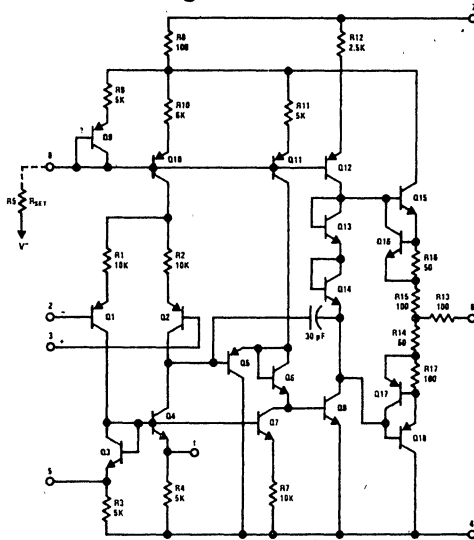 7
R8
100
R12
2.5K
R9
5K
R10
5K
R11
5K
8
Q9
Q10
Q11
Q12
Q15
R5
RSET
V-
Q13
Q16
R16
50
R1
10K
R2
10K
Q14
R15
100
R13
100
6
2
-
Q1
Q2
3
+
30 pF
R14
50
Q5
Q6
Q17
R17
100
Q4
Q7
Q8
Q18
Q3
1
5
R3
5K
R4
5K
R7
10K
4